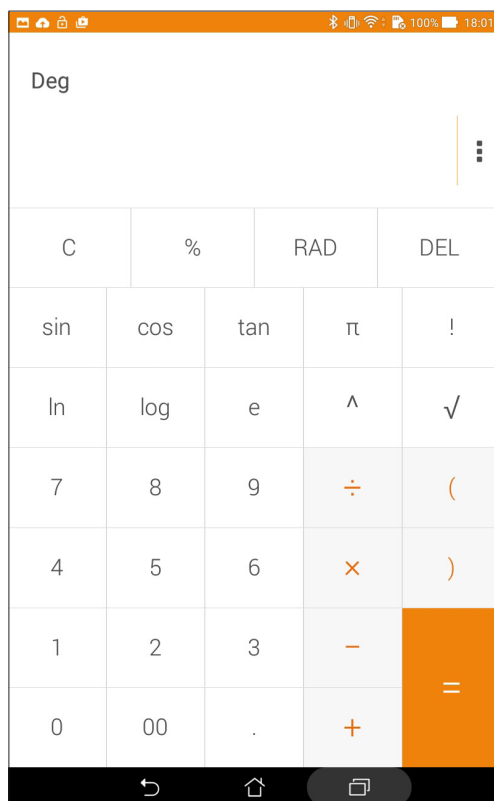 100% 18:01
Deg
C % RAD DEL
sin cos tan π !
ln log e ^ √
7 8 9 ÷ (
4 5 6 × )
1 2 3 −
=
0 00 . +